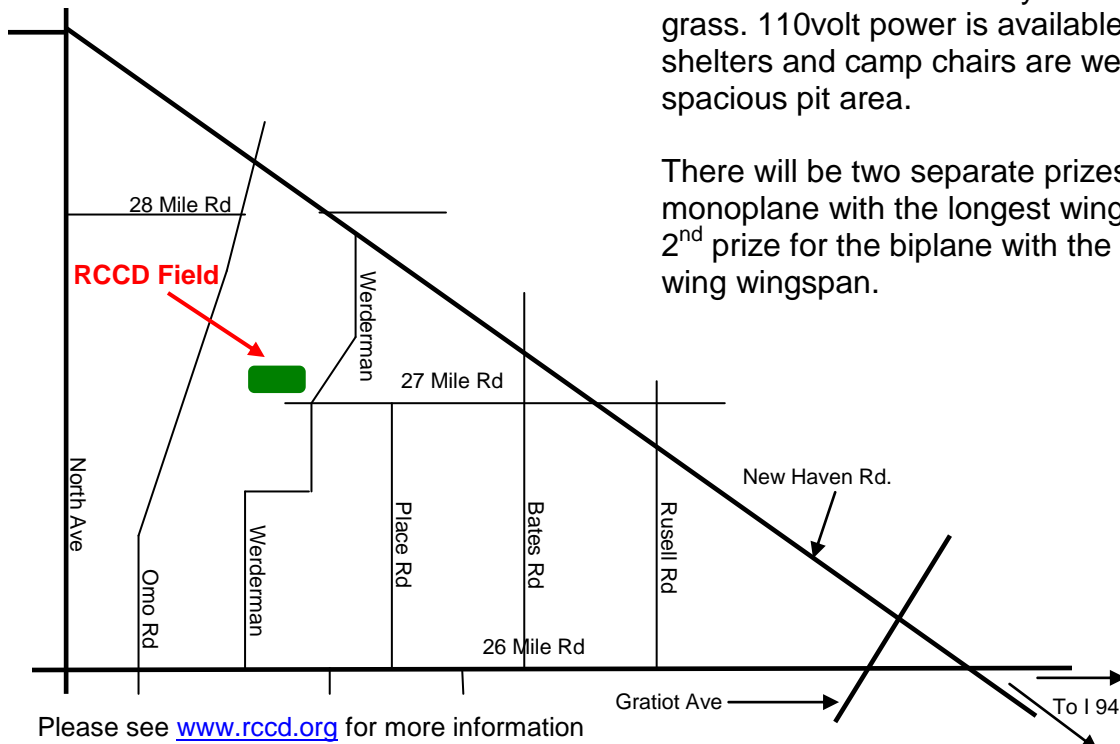 grass. 110volt power is available
shelters and camp chairs are we
spacious pit area.
There will be two separate prizes
monoplane with the longest wing
2nd prize for the biplane with the
wing wingspan.
28 Mile Rd
RCCD Field
Werderman
27 Mile Rd
North Ave
New Haven Rd.
Omo Rd
Werderman
Place Rd
Bates Rd
Rusell Rd
26 Mile Rd
Gratiot Ave
To I 94
Please see www.rccd.org for more information